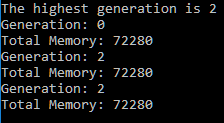 The highest generation is 2
Generation: 0
Total Memory: 72280
Generation: 2
Total Memory: 72280
Generation: 2
Total Memory: 72280